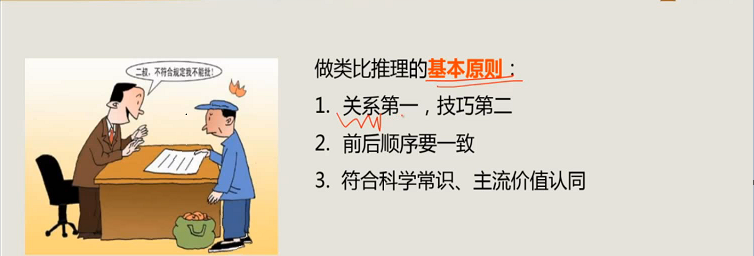 二叔，不符合规定我不能批！
做类比推理的基本原则：
1. 关系第一，技巧第二
2. 前后顺序要一致
3. 符合科学常识、主流价值认同